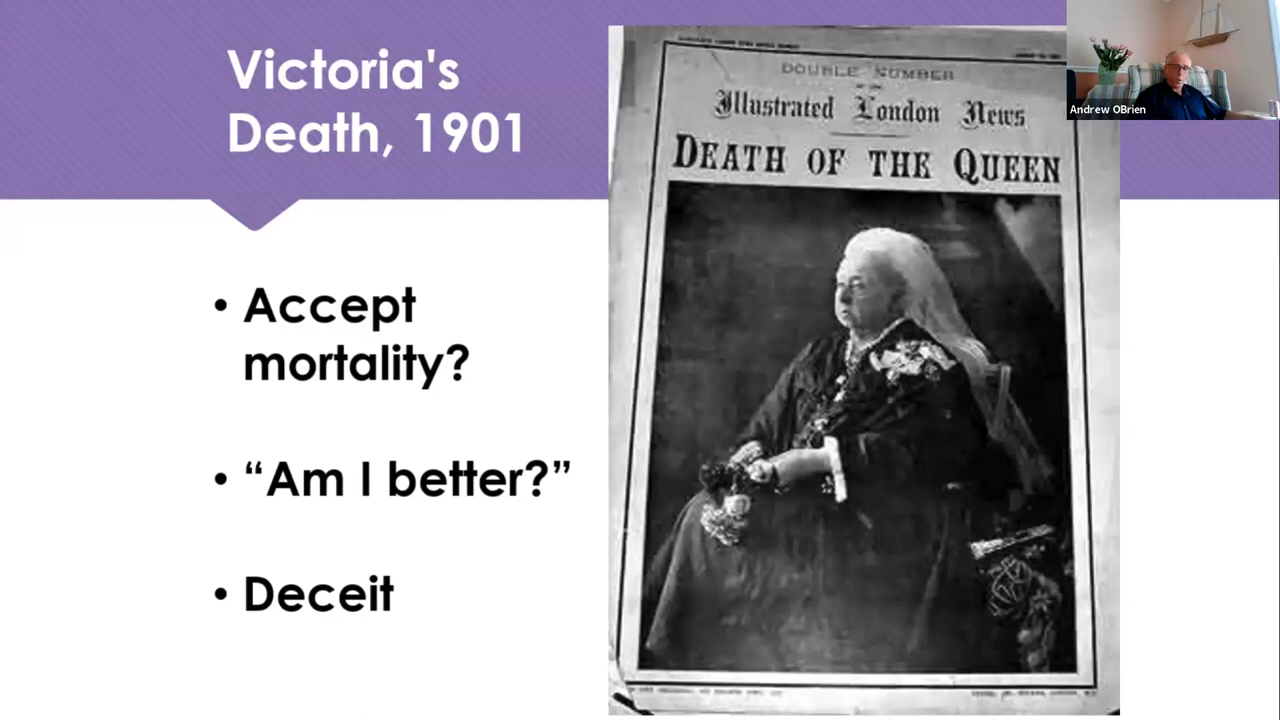 Victoria's
Death, 1901
• Accept
mortality?
• “Am I better?”
• Deceit
DOUBLE NUMBER
Illustrated London News
DEATH OF THE QUEEN
Andrew OBrien